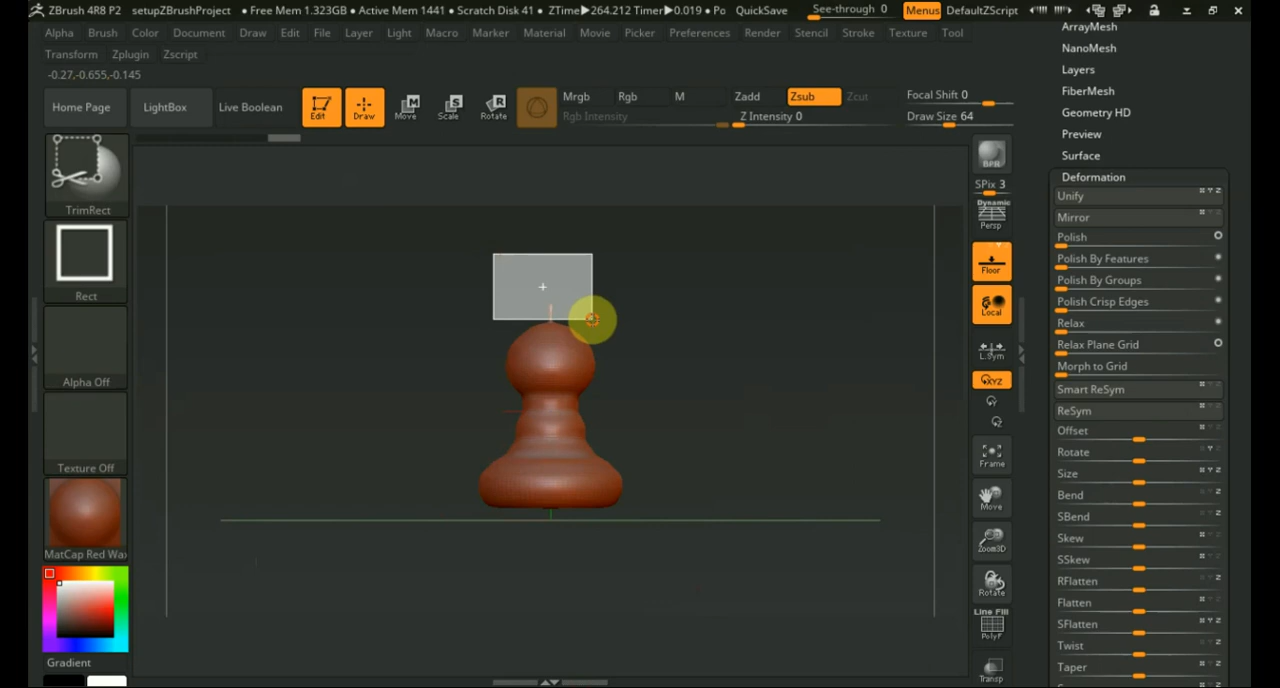 ZBrush 4R8 P2 setupZBrushProject • Free Mem 1.323GB • Active Mem 1441 • Scratch Disk 41 • ZTime▶264.212 Timer▶0.019 • Po QuickSave See-through 0 Menus DefaultZScript
Alpha Brush Color Document Draw Edit File Layer Light Macro Marker Material Movie Picker Preferences Render Stencil Stroke Texture Tool
Transform Zplugin Zscript
-0.27,-0.655,-0.145
Home Page LightBox Live Boolean Edit Draw Move Scale Rotate
M S R
Mrgb Rgb M Zadd Zsub Zcut Focal Shift 0
Rgb Intensity Z Intensity 0 Draw Size 64
TrimRect
Rect
Alpha Off
Texture Off
MatCap Red Wax
Gradient
BPR
SPix 3
Dynamic
Persp
Floor
Local
L.Sym
XYZ
Y
Z
Frame
Move
Zoom3D
Rotate
Line Fill
PolyF
Transp
ArrayMesh
NanoMesh
Layers
FiberMesh
Geometry HD
Preview
Surface
Deformation
Unify
Mirror
Polish
Polish By Features
Polish By Groups
Polish Crisp Edges
Relax
Relax Plane Grid
Morph to Grid
Smart ReSym
ReSym
Offset
Rotate
Size
Bend
SBend
Skew
SSkew
RFlatten
Flatten
SFlatten
Twist
Taper